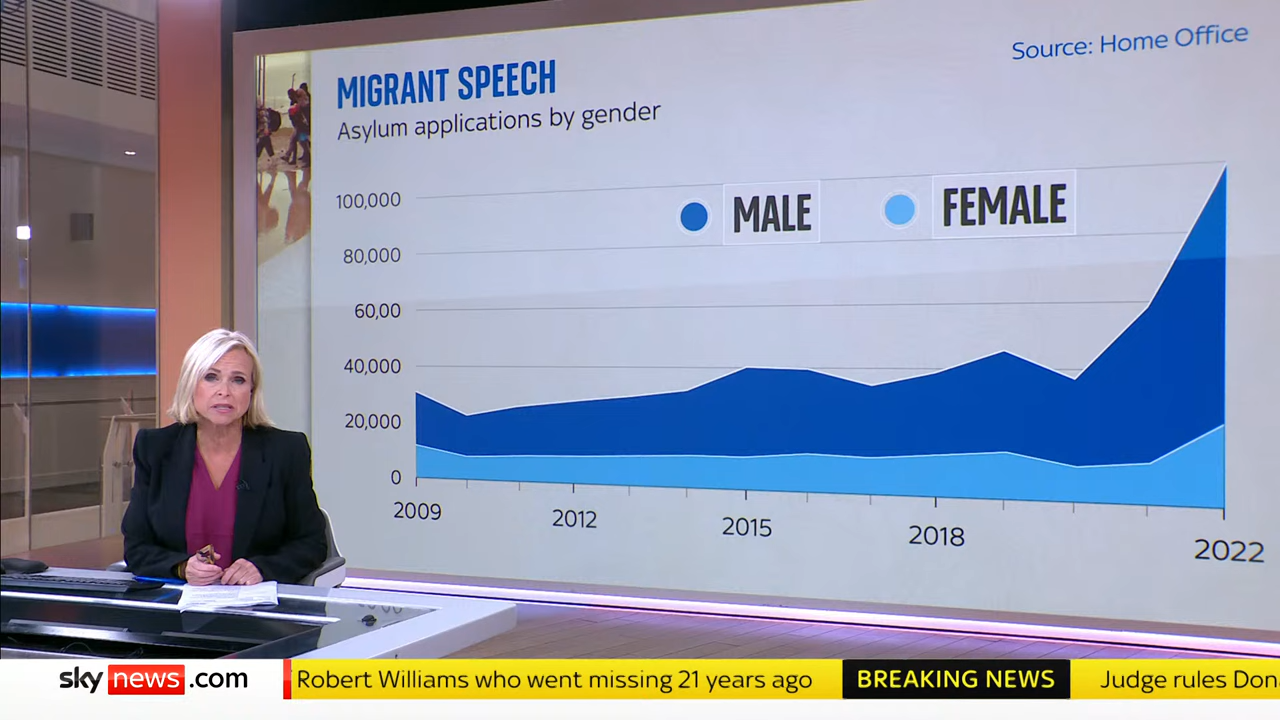 Source: Home Office
MIGRANT SPEECH
Asylum applications by gender
MALE
FEMALE
100,000
80,000
60,00
40,000
20,000
0
2009
2012
2015
2018
2022
sky news.com
Robert Williams who went missing 21 years ago
BREAKING NEWS
Judge rules Don